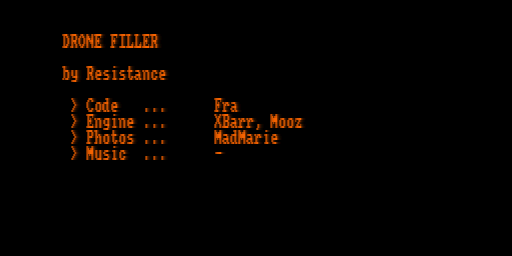 DRONE FILLER
by Resistance
> Code ... Fra
> Engine ... XBarr, Mooz
> Photos ... MadMarie
> Music ... -